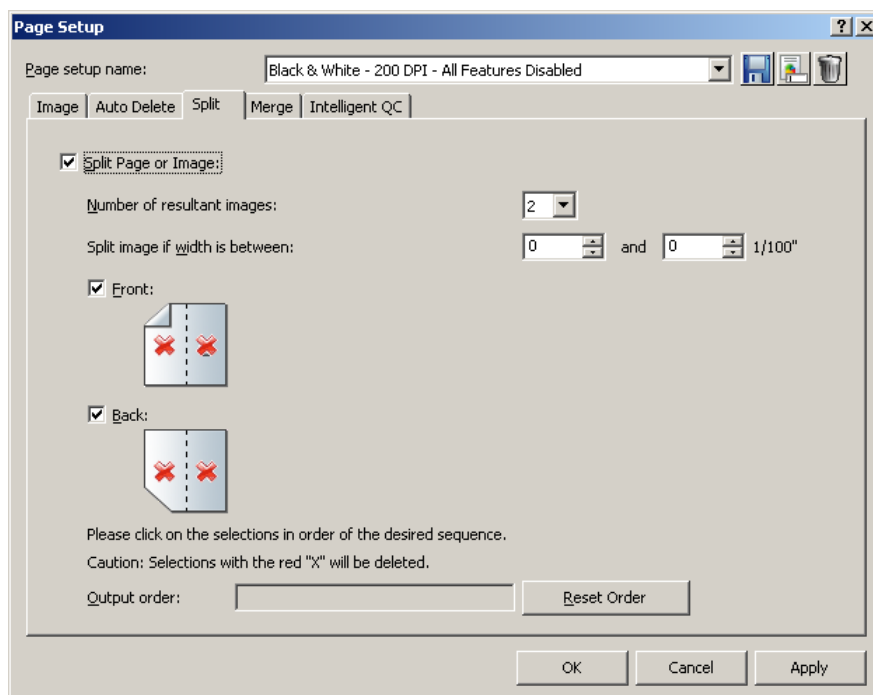 Page Setup
Page setup name: Black & White - 200 DPI - All Features Disabled
Image Auto Delete Split Merge Intelligent QC
Split Page or Image:
Number of resultant images: 2
Split image if width is between: 0 and 0 1/100"
Front:
Back:
Please click on the selections in order of the desired sequence.
Caution: Selections with the red "X" will be deleted.
Output order: Reset Order
OK Cancel Apply